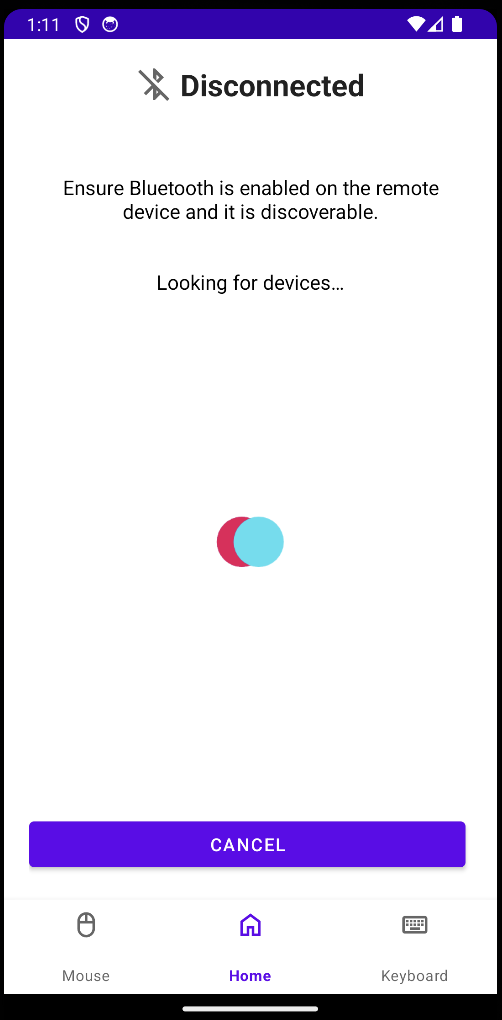 1:11
Disconnected
Ensure Bluetooth is enabled on the remote
device and it is discoverable.
Looking for devices…
CANCEL
Mouse
Home
Keyboard